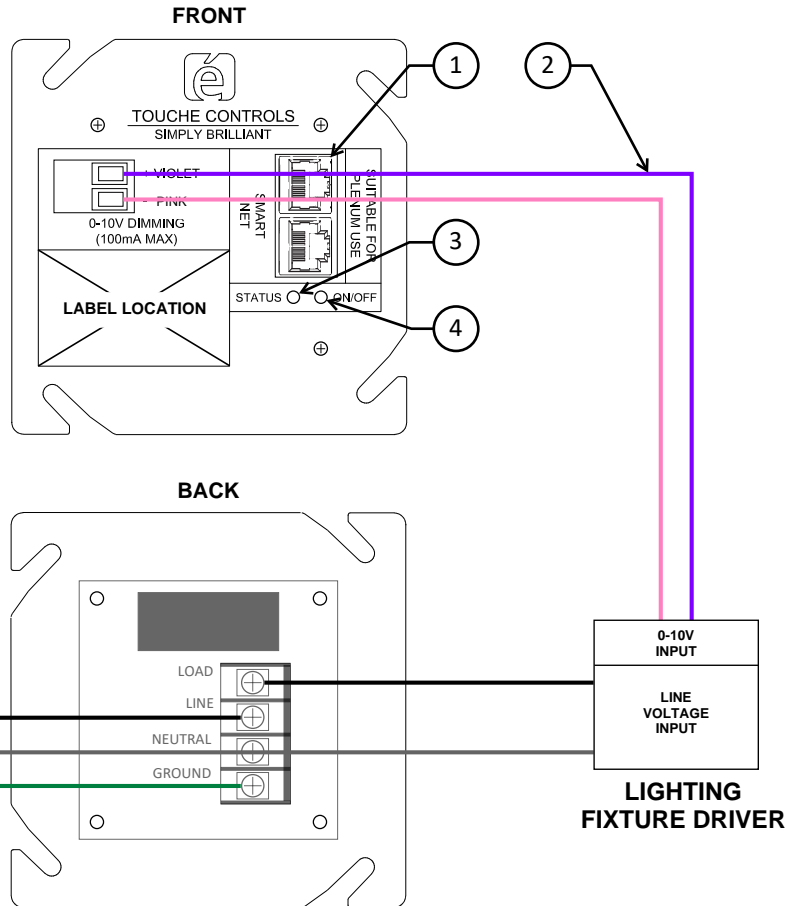 FRONT
1
2
é
TOUCHE CONTROLS
SIMPLY BRILLIANT
+ VIOLET
- PINK
0-10V DIMMING
(100mA MAX)
SMART
NET
SUITABLE FOR
PLENUM USE
3
LABEL LOCATION
STATUS
ON/OFF
4
BACK
0-10V
INPUT
LOAD
LINE
NEUTRAL
GROUND
LINE
VOLTAGE
INPUT
LIGHTING
FIXTURE DRIVER